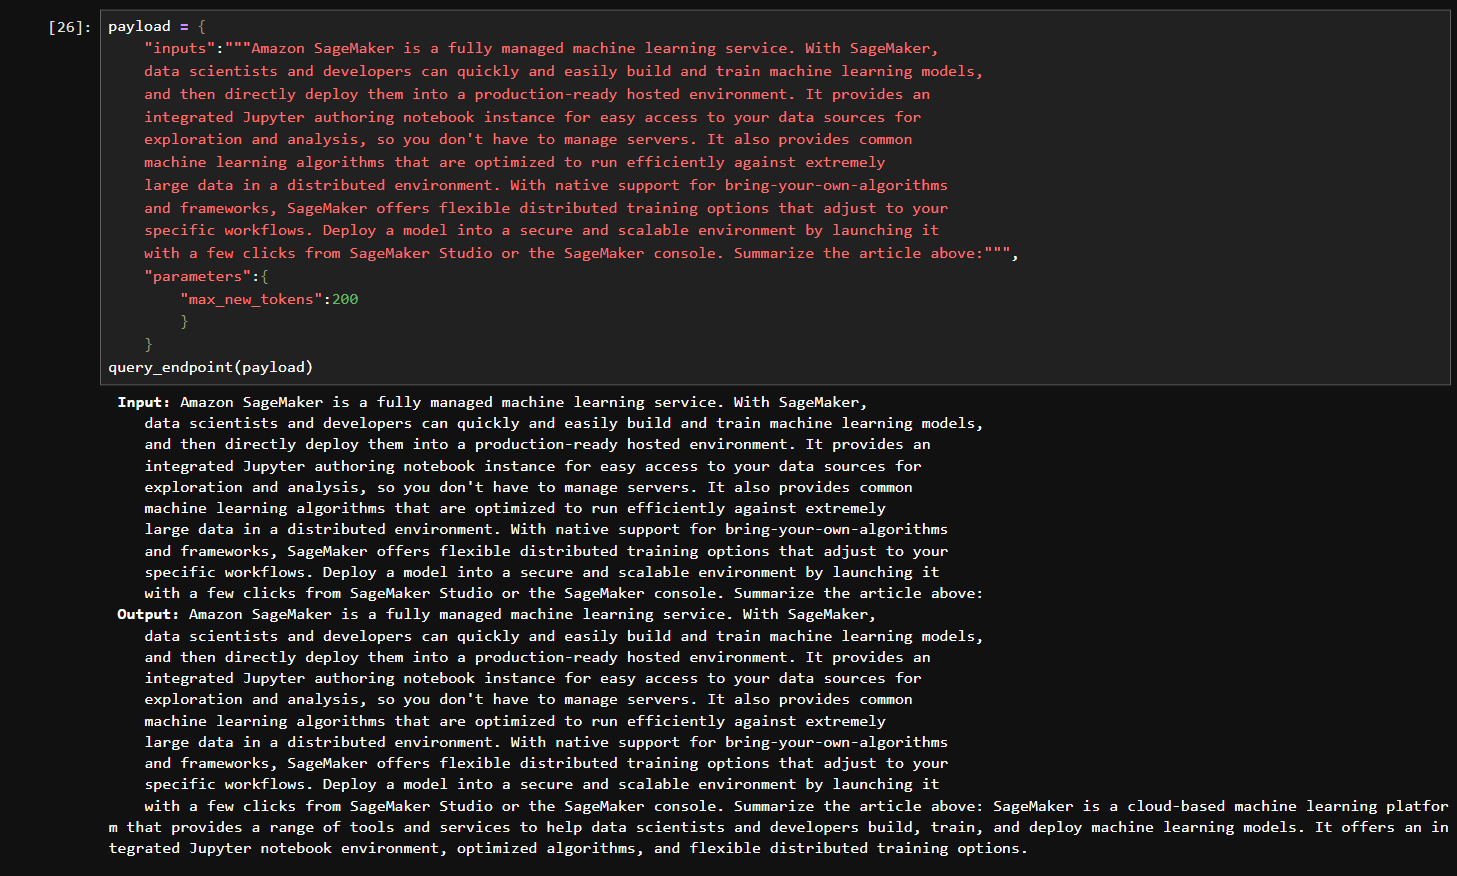 [26]: payload = {
"inputs":"""Amazon SageMaker is a fully managed machine learning service. With SageMaker,
data scientists and developers can quickly and easily build and train machine learning models,
and then directly deploy them into a production-ready hosted environment. It provides an
integrated Jupyter authoring notebook instance for easy access to your data sources for
exploration and analysis, so you don't have to manage servers. It also provides common
machine learning algorithms that are optimized to run efficiently against extremely
large data in a distributed environment. With native support for bring-your-own-algorithms
and frameworks, SageMaker offers flexible distributed training options that adjust to your
specific workflows. Deploy a model into a secure and scalable environment by launching it
with a few clicks from SageMaker Studio or the SageMaker console. Summarize the article above:""",
"parameters":{
"max_new_tokens":200
}
}
query_endpoint(payload)
Input: Amazon SageMaker is a fully managed machine learning service. With SageMaker,
data scientists and developers can quickly and easily build and train machine learning models,
and then directly deploy them into a production-ready hosted environment. It provides an
integrated Jupyter authoring notebook instance for easy access to your data sources for
exploration and analysis, so you don't have to manage servers. It also provides common
machine learning algorithms that are optimized to run efficiently against extremely
large data in a distributed environment. With native support for bring-your-own-algorithms
and frameworks, SageMaker offers flexible distributed training options that adjust to your
specific workflows. Deploy a model into a secure and scalable environment by launching it
with a few clicks from SageMaker Studio or the SageMaker console. Summarize the article above:
Output: Amazon SageMaker is a fully managed machine learning service. With SageMaker,
data scientists and developers can quickly and easily build and train machine learning models,
and then directly deploy them into a production-ready hosted environment. It provides an
integrated Jupyter authoring notebook instance for easy access to your data sources for
exploration and analysis, so you don't have to manage servers. It also provides common
machine learning algorithms that are optimized to run efficiently against extremely
large data in a distributed environment. With native support for bring-your-own-algorithms
and frameworks, SageMaker offers flexible distributed training options that adjust to your
specific workflows. Deploy a model into a secure and scalable environment by launching it
with a few clicks from SageMaker Studio or the SageMaker console. Summarize the article above: SageMaker is a cloud-based machine learning platfor
m that provides a range of tools and services to help data scientists and developers build, train, and deploy machine learning models. It offers an in
tegrated Jupyter notebook environment, optimized algorithms, and flexible distributed training options.